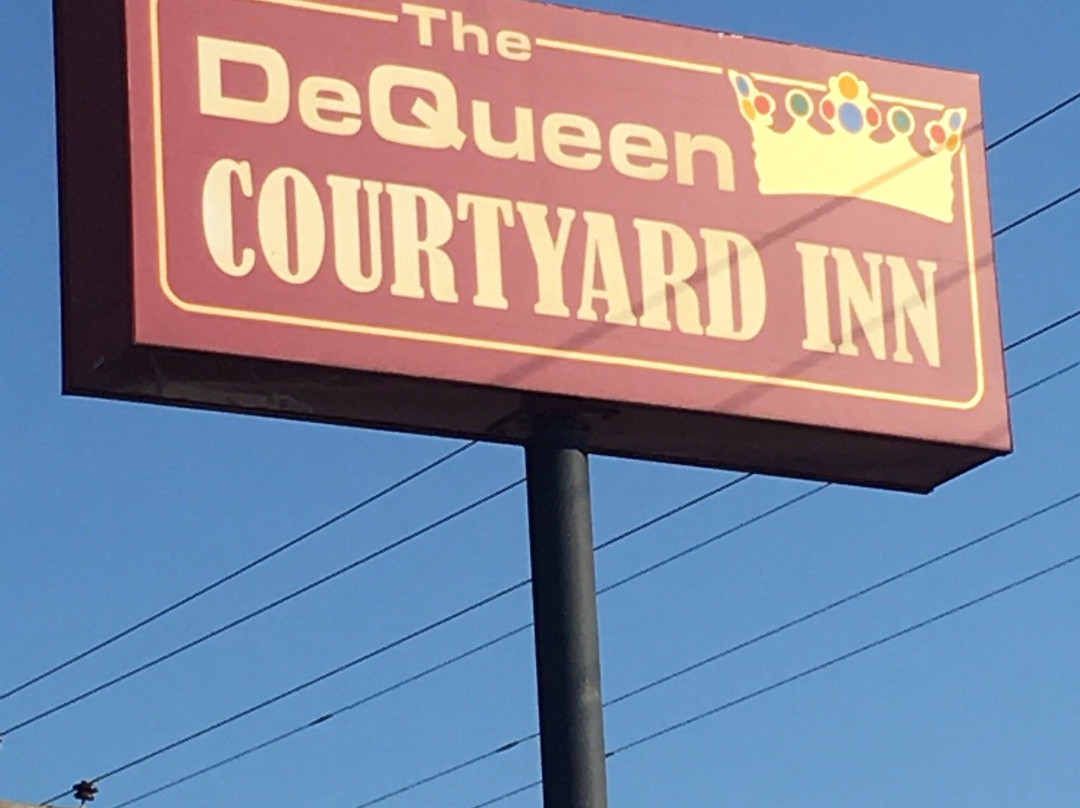 The
DeQueen
COURTYARD INN